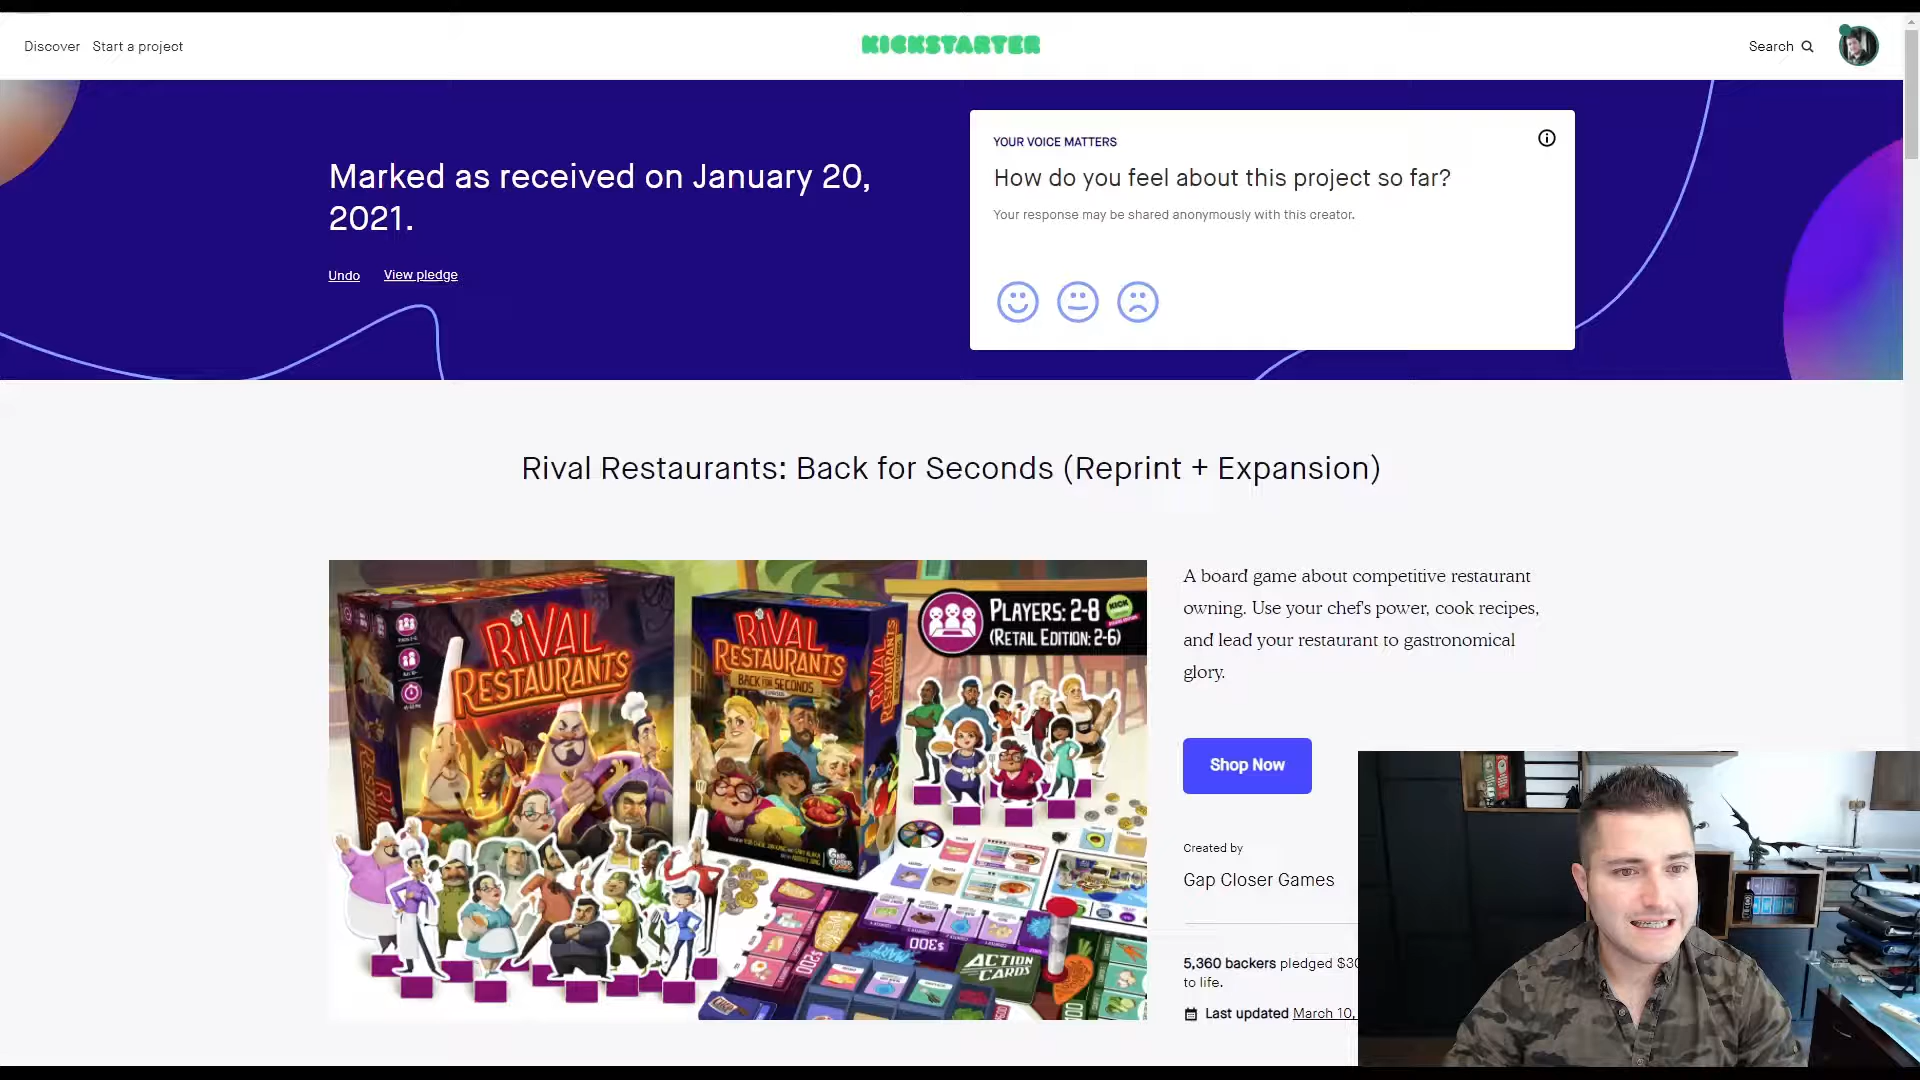 Discover Start a project
KICKSTARTER
Search
Marked as received on January 20,
2021.
Undo View pledge
YOUR VOICE MATTERS
How do you feel about this project so far?
Your response may be shared anonymously with this creator.
Rival Restaurants: Back for Seconds (Reprint + Expansion)
RIVAL
RESTAURANTS
RIVAL
RESTAURANTS
BACK FOR SECONDS
PLAYERS: 2-8
(RETAIL EDITION: 2-6)
KICK
ACTION
CARDS
$200
$300
A board game about competitive restaurant
owning. Use your chef's power, cook recipes,
and lead your restaurant to gastronomical
glory.
Shop Now
Created by
Gap Closer Games
5,360 backers pledged $30
to life.
Last updated March 10,